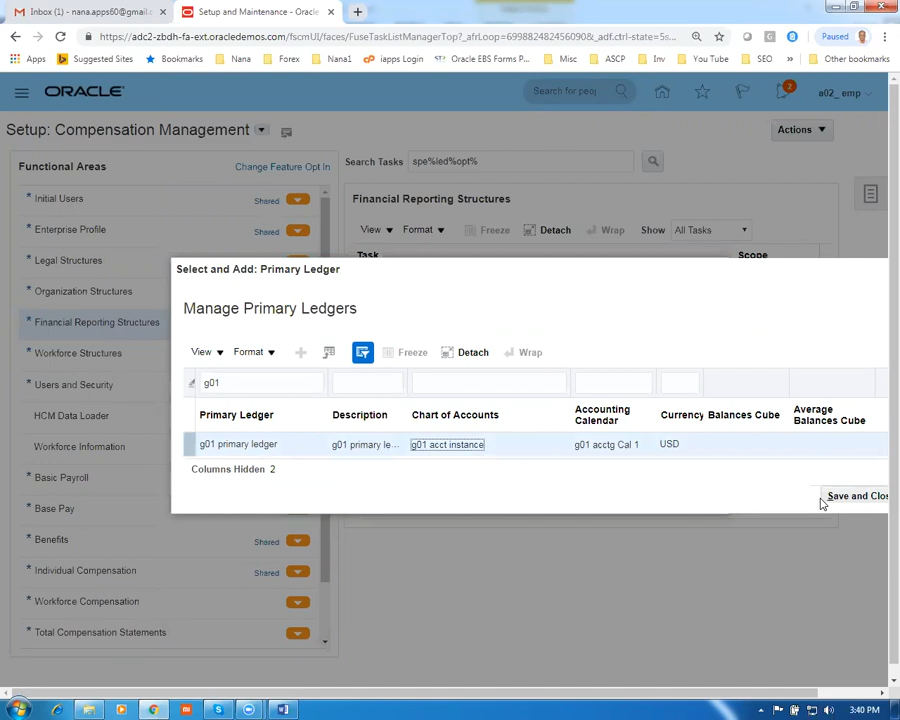 Inbox (1) - nana.apps60@gmail.c
Setup and Maintenance - Oracle
https://adc2-zbdh-fa-ext.oracledemos.com/fscmUI/faces/FuseTaskListManagerTop?_afrLoop=69988248245609​0&_adf.ctrl-state=5s...
Paused
Apps
Suggested Sites
Bookmarks
Nana
Forex
Nana1
iapps Login
Oracle EBS Forms P...
Misc
ASCP
Inv
You Tube
SEO
»
Other bookmarks
ORACLE
Search for peo
2
a02_ emp
Setup: Compensation Management
Actions
Functional Areas
Change Feature Opt In
Search Tasks
spe%led%opt%
* Initial Users
Shared
* Enterprise Profile
Shared
* Legal Structures
* Organization Structures
* Financial Reporting Structures
* Workforce Structures
* Users and Security
HCM Data Loader
Workforce Information
* Basic Payroll
* Base Pay
* Benefits
Shared
* Individual Compensation
Shared
* Workforce Compensation
* Total Compensation Statements
Financial Reporting Structures
View
Format
Freeze
Detach
Wrap
Show
All Tasks
Task
Scope
Select and Add: Primary Ledger
Manage Primary Ledgers
View
Format
Freeze
Detach
Wrap
g01
Primary Ledger
Description
Chart of Accounts
Accounting Calendar
Currency
Balances Cube
Average Balances Cube
g01 primary ledger
g01 primary le...
g01 acct instance
g01 acctg Cal 1
USD
Columns Hidden 2
Save and Clos
3:40 PM